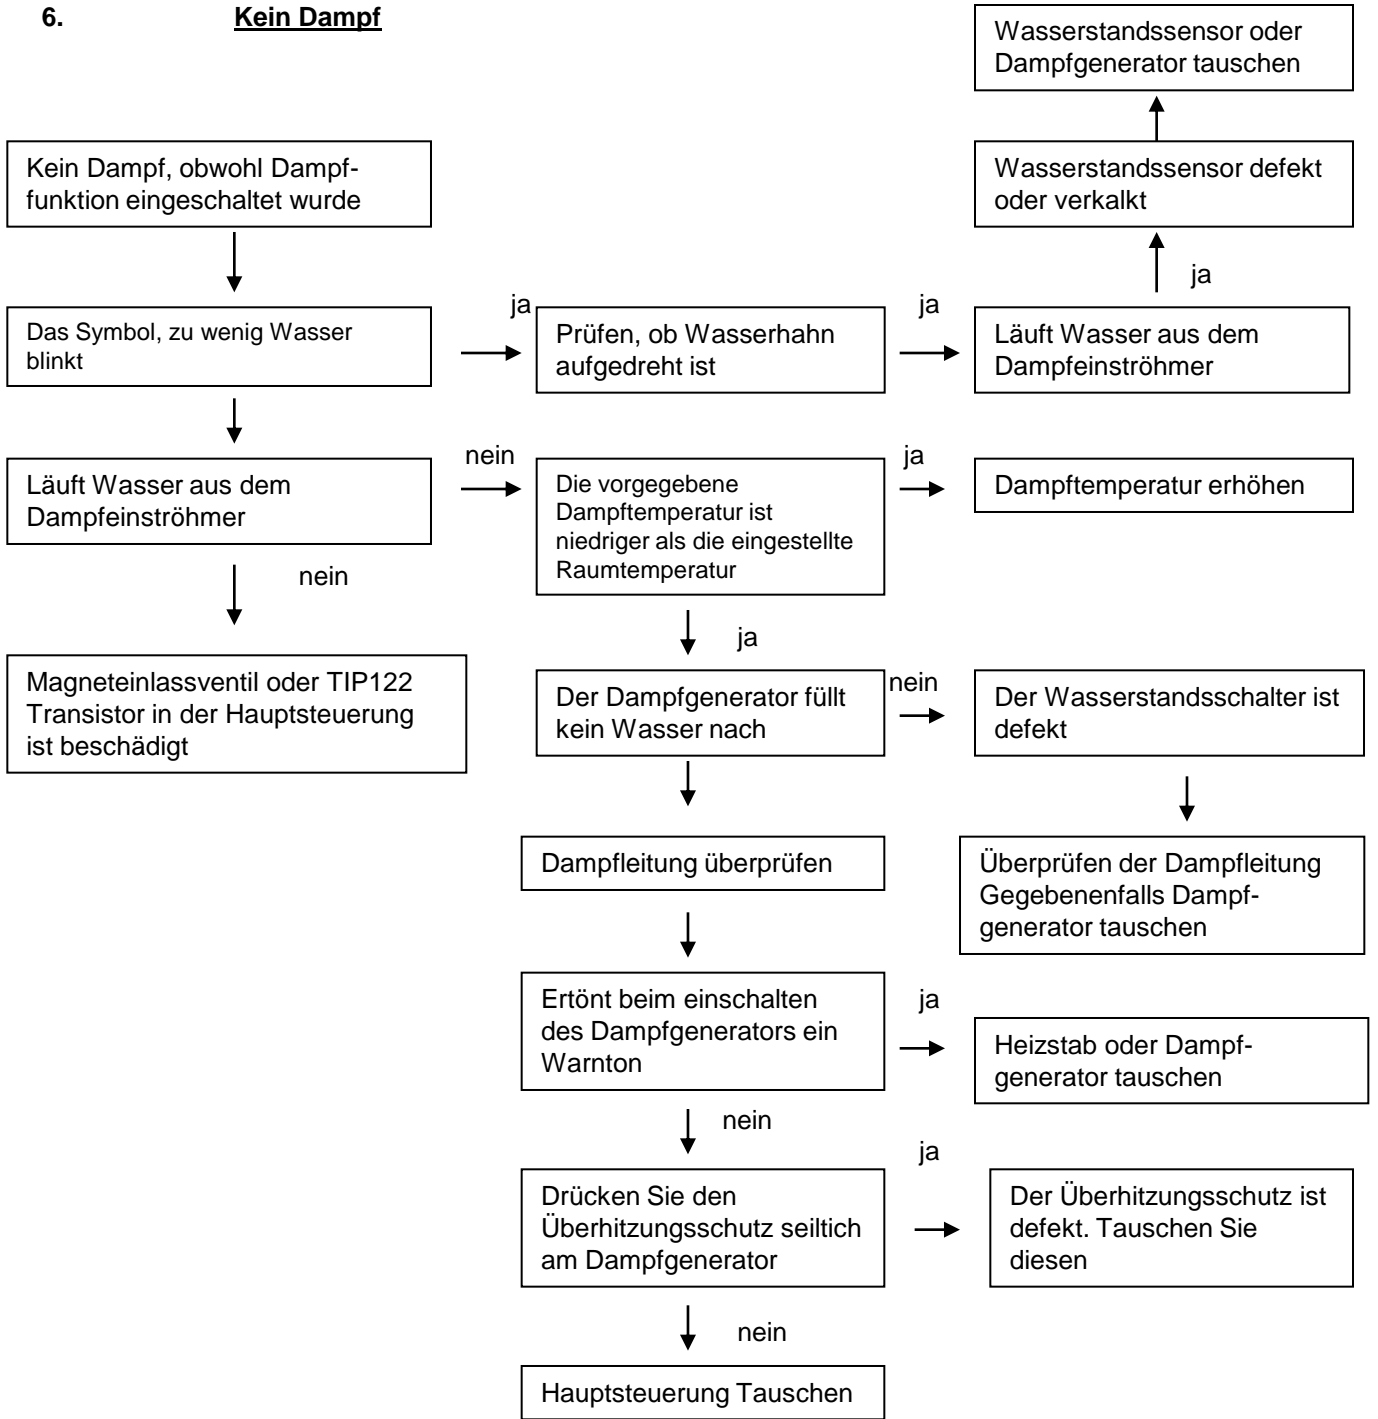 6. Kein Dampf
Wasserstandssensor oder
Dampfgenerator tauschen
Kein Dampf, obwohl Dampf-
funktion eingeschaltet wurde
Wasserstandssensor defekt
oder verkalkt
ja
Das Symbol, zu wenig Wasser
blinkt
ja
Prüfen, ob Wasserhahn
aufgedreht ist
ja
Läuft Wasser aus dem
Dampfeinströhmer
Läuft Wasser aus dem
Dampfeinströhmer
nein
Die vorgegebene
Dampftemperatur ist
niedriger als die eingestellte
Raumtemperatur
ja
Dampftemperatur erhöhen
nein
ja
Magneteinlassventil oder TIP122
Transistor in der Hauptsteuerung
ist beschädigt
Der Dampfgenerator füllt
kein Wasser nach
nein
Der Wasserstandsschalter ist
defekt
Dampfleitung überprüfen
Überprüfen der Dampfleitung
Gegebenenfalls Dampf-
generator tauschen
Ertönt beim einschalten
des Dampfgenerators ein
Warnton
ja
Heizstab oder Dampf-
generator tauschen
nein
Drücken Sie den
Überhitzungsschutz seiltich
am Dampfgenerator
ja
Der Überhitzungsschutz ist
defekt. Tauschen Sie
diesen
nein
Hauptsteuerung Tauschen